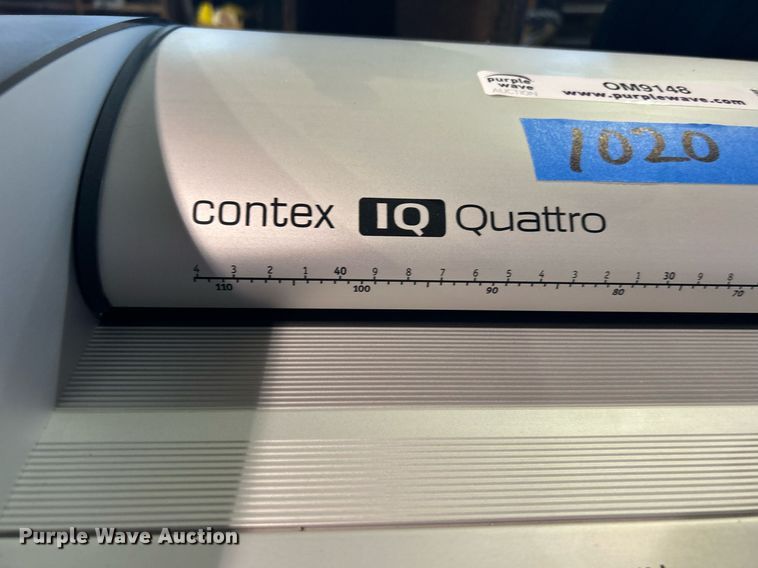 purple wave AUCTION
OM9148
www.purplewave.com
1020
contex IQ Quattro
4 3 2 1 40 9 8 7 6 5 4 3 2 1 30 9 8
110 100 90 80 70
Purple Wave Auction